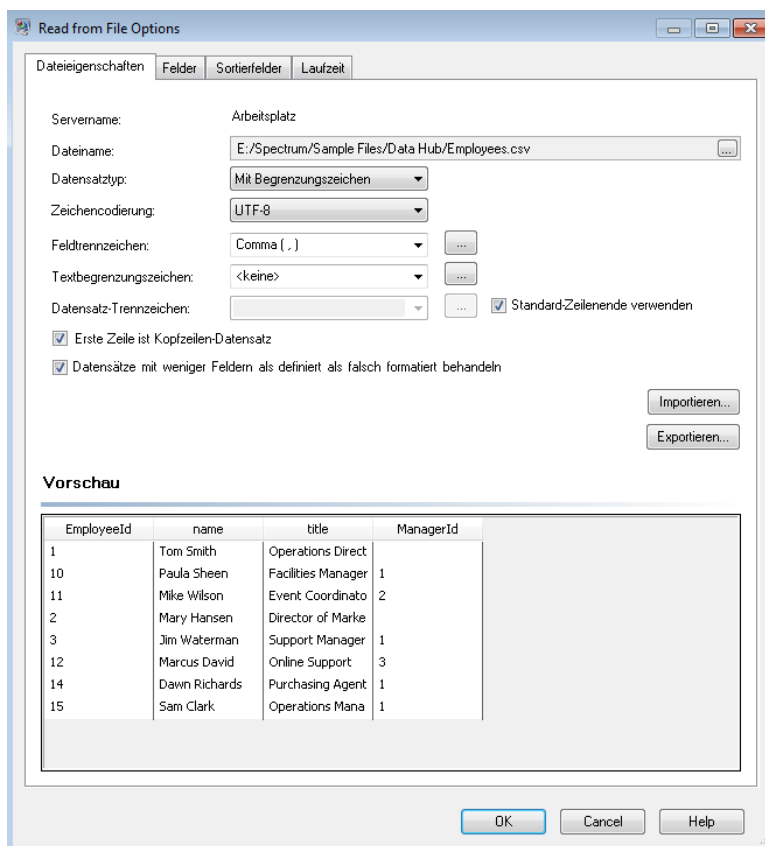 Read from File Options
Dateieigenschaften Felder Sortierfelder Laufzeit
Servername: Arbeitsplatz
Dateiname: E:/Spectrum/Sample Files/Data Hub/Employees.csv ...
Datensatztyp: Mit Begrenzungszeichen
Zeichencodierung: UTF-8
Feldtrennzeichen: Comma ( , ) ...
Textbegrenzungszeichen: <keine> ...
Datensatz-Trennzeichen: ... Standard-Zeilenende verwenden
Erste Zeile ist Kopfzeilen-Datensatz
Datensätze mit weniger Feldern als definiert als falsch formatiert behandeln
Importieren...
Exportieren...
Vorschau
EmployeeId name title ManagerId
1 Tom Smith Operations Direct
10 Paula Sheen Facilities Manager 1
11 Mike Wilson Event Coordinato 2
2 Mary Hansen Director of Marke
3 Jim Waterman Support Manager 1
12 Marcus David Online Support 3
14 Dawn Richards Purchasing Agent 1
15 Sam Clark Operations Mana 1
OK Cancel Help